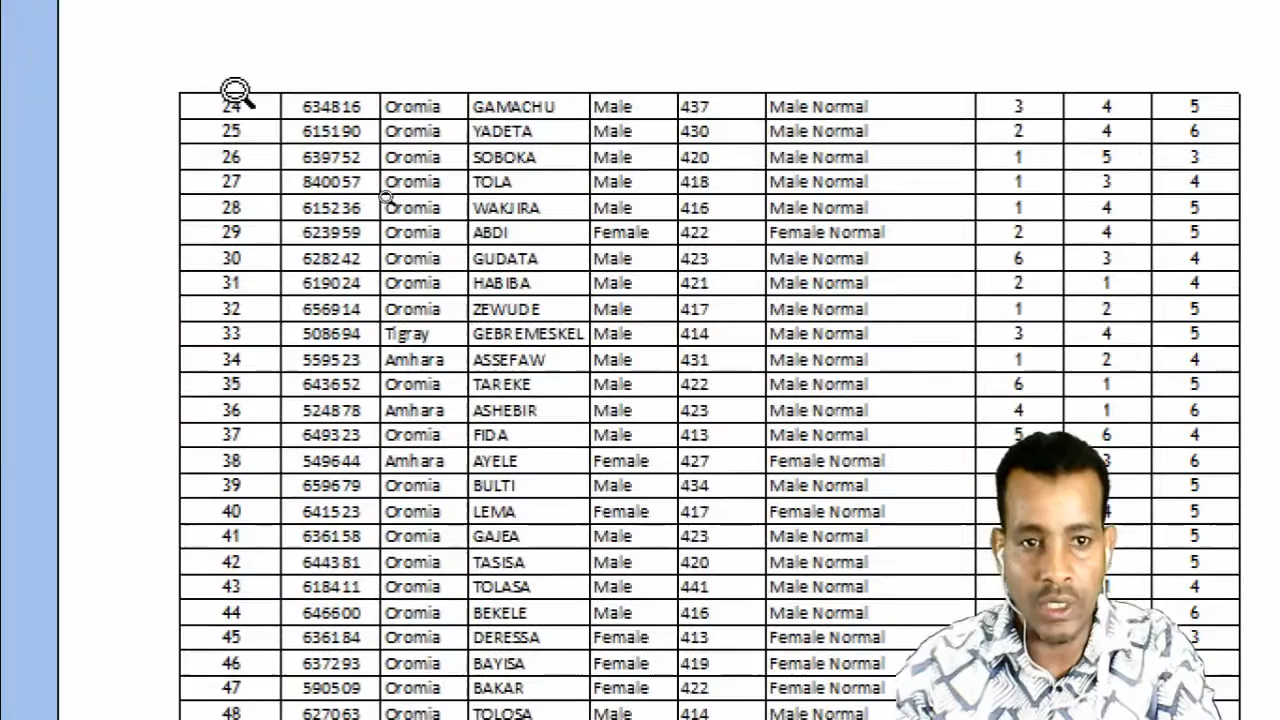 24 634816 Oromia GAMACHU Male 437 Male Normal 3 4 5
25 615190 Oromia YADETA Male 430 Male Normal 2 4 6
26 639752 Oromia SOBOKA Male 420 Male Normal 1 5 3
27 840057 Oromia TOLA Male 418 Male Normal 1 3 4
28 615236 Oromia WAKJIRA Male 416 Male Normal 1 4 5
29 623959 Oromia ABDI Female 422 Female Normal 2 4 5
30 628242 Oromia GUDATA Male 423 Male Normal 6 3 4
31 619024 Oromia HABIBA Male 421 Male Normal 2 1 4
32 656914 Oromia ZEWUDE Male 417 Male Normal 1 2 5
33 508694 Tigray GEBREMESKEL Male 414 Male Normal 3 4 5
34 559523 Amhara ASSEFAW Male 431 Male Normal 1 2 4
35 643652 Oromia TAREKE Male 422 Male Normal 6 1 5
36 524878 Amhara ASHEBIR Male 423 Male Normal 4 1 6
37 649323 Oromia FIDA Male 413 Male Normal 5 6 4
38 549644 Amhara AYELE Female 427 Female Normal 3 6
39 659679 Oromia BULTI Male 434 Male Normal 5
40 641523 Oromia LEMA Female 417 Female Normal 4 5
41 636158 Oromia GAJEA Male 423 Male Normal 5
42 644381 Oromia TASISA Male 420 Male Normal 5
43 618411 Oromia TOLASA Male 441 Male Normal 4
44 646600 Oromia BEKELE Male 416 Male Normal 6
45 636184 Oromia DERESSA Female 413 Female Normal 3
46 637293 Oromia BAYISA Female 419 Female Normal
47 590509 Oromia BAKAR Female 422 Female Normal
48 627063 Oromia TOLOSA Male 414 Male Normal